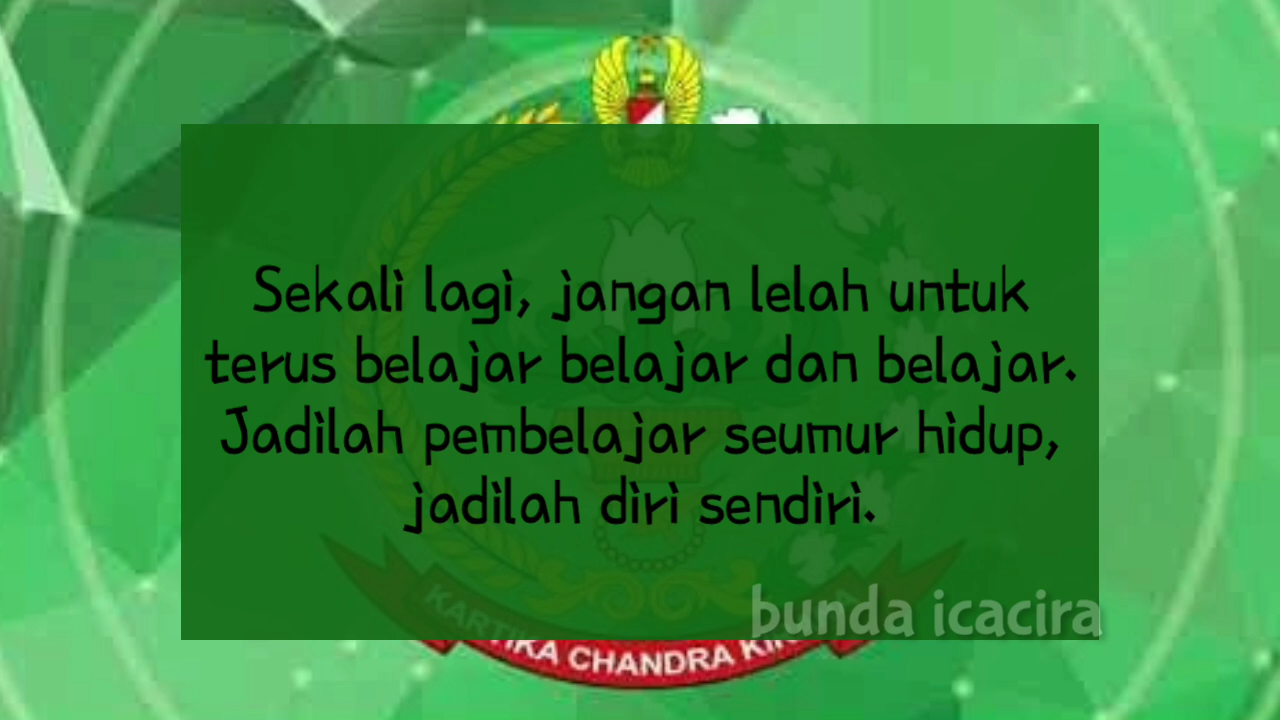 Sekali lagi, jangan lelah untuk
terus belajar belajar dan belajar.
Jadilah pembelajar seumur hidup,
jadilah diri sendiri.
bunda icacira
KARTIKA CHANDRA